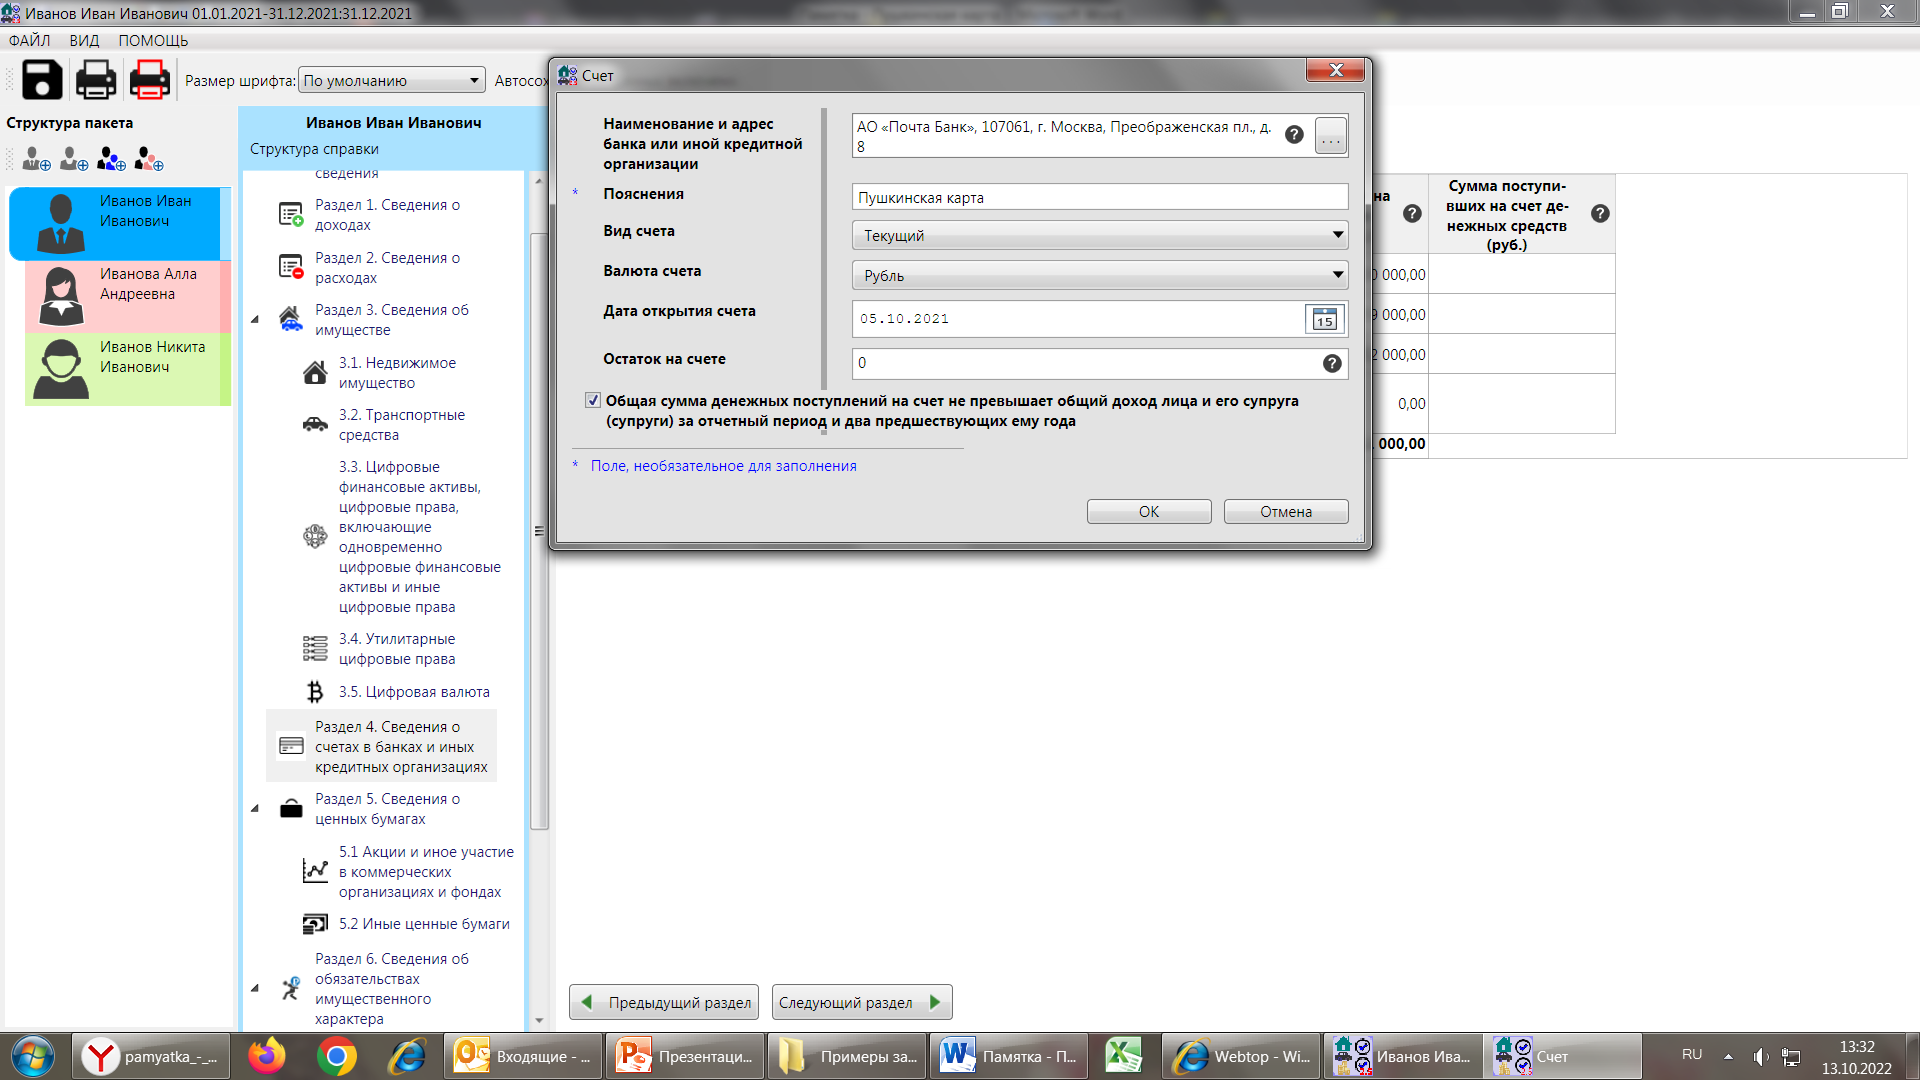 Иванов Иван Иванович 01.01.2021-31.12.2021:31.12.2021
ФАЙЛ ВИД ПОМОЩЬ
Размер шрифта: По умолчанию Автосох
Структура пакета
Иванов Иван
Иванович
Иванова Алла
Андреевна
Иванов Никита
Иванович
Иванов Иван Иванович
Структура справки
сведения
Раздел 1. Сведения о
доходах
Раздел 2. Сведения о
расходах
Раздел 3. Сведения об
имуществе
3.1. Недвижимое
имущество
3.2. Транспортные
средства
3.3. Цифровые
финансовые активы,
цифровые права,
включающие
одновременно
цифровые финансовые
активы и иные
цифровые права
3.4. Утилитарные
цифровые права
3.5. Цифровая валюта
Раздел 4. Сведения о
счетах в банках и иных
кредитных организациях
Раздел 5. Сведения о
ценных бумагах
5.1 Акции и иное участие
в коммерческих
организациях и фондах
5.2 Иные ценные бумаги
Раздел 6. Сведения об
обязательствах
имущественного
характера
Счет
Наименование и адрес
банка или иной кредитной
организации
АО «Почта Банк», 107061, г. Москва, Преображенская пл., д.
8
? ...
* Пояснения
Пушкинская карта
Вид счета
Текущий
Валюта счета
Рубль
Дата открытия счета
05.10.2021
15
Остаток на счете
0 ?
Общая сумма денежных поступлений на счет не превышает общий доход лица и его супруга
(супруги) за отчетный период и два предшествующих ему года
* Поле, необязательное для заполнения
OK Отмена
на ?
Сумма поступи-
вших на счет де-
нежных средств
(руб.)
?
0 000,00
9 000,00
2 000,00
0,00
000,00
Предыдущий раздел Следующий раздел
pamyatka_-_... Входящие - ... Презентаци... Примеры за... Памятка - П... Webtop - Wi... Иванов Ива... Счет
RU
13:32
13.10.2022